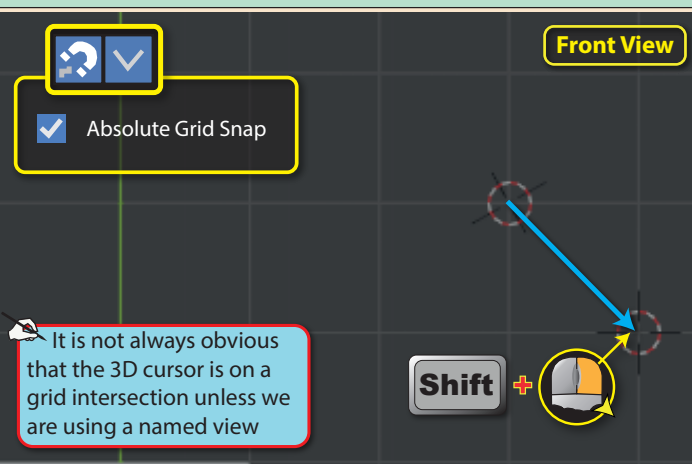 Front View
Absolute Grid Snap
It is not always obvious
that the 3D cursor is on a
grid intersection unless we
are using a named view
Shift +